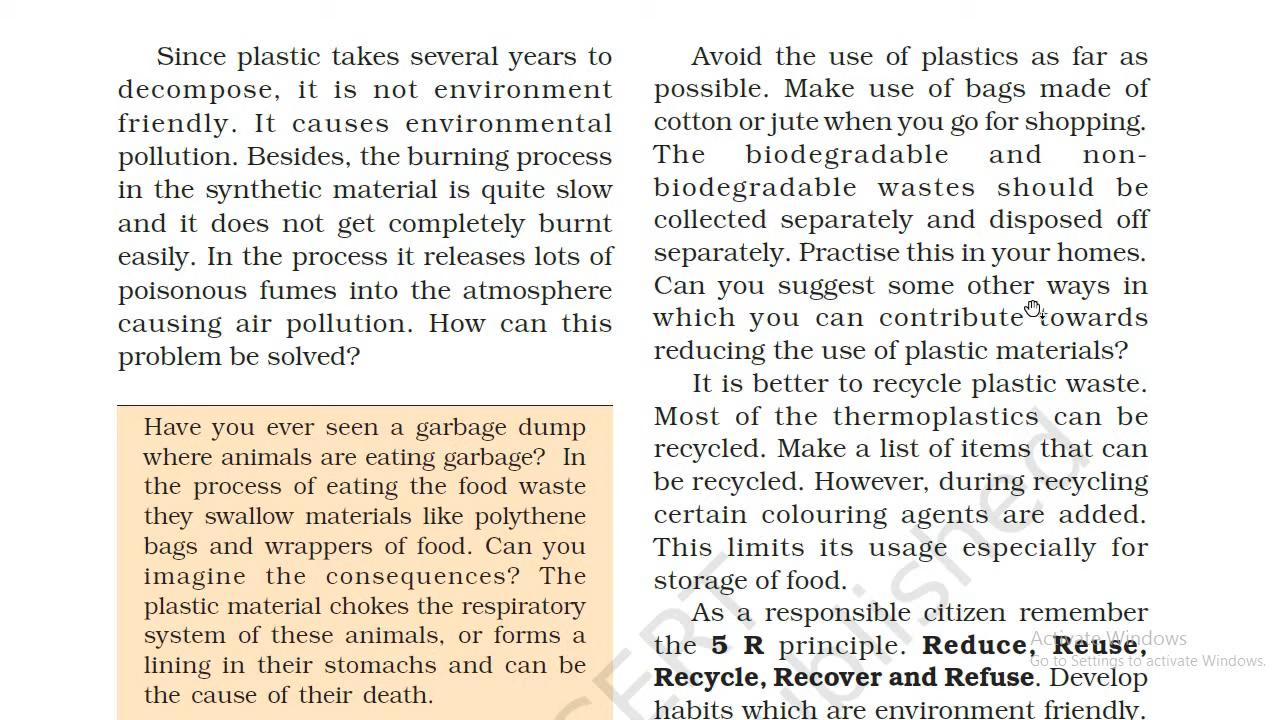 Since plastic takes several years to
decompose, it is not environment
friendly. It causes environmental
pollution. Besides, the burning process
in the synthetic material is quite slow
and it does not get completely burnt
easily. In the process it releases lots of
poisonous fumes into the atmosphere
causing air pollution. How can this
problem be solved?
Have you ever seen a garbage dump
where animals are eating garbage? In
the process of eating the food waste
they swallow materials like polythene
bags and wrappers of food. Can you
imagine the consequences? The
plastic material chokes the respiratory
system of these animals, or forms a
lining in their stomachs and can be
the cause of their death.
Avoid the use of plastics as far as
possible. Make use of bags made of
cotton or jute when you go for shopping.
The biodegradable and non-
biodegradable wastes should be
collected separately and disposed off
separately. Practise this in your homes.
Can you suggest some other ways in
which you can contribute towards
reducing the use of plastic materials?
It is better to recycle plastic waste.
Most of the thermoplastics can be
recycled. Make a list of items that can
be recycled. However, during recycling
certain colouring agents are added.
This limits its usage especially for
storage of food.
As a responsible citizen remember
the 5 R principle. Reduce, Reuse,
Recycle, Recover and Refuse. Develop
habits which are environment friendly.
Activate Windows
Go to Settings to activate Windows.